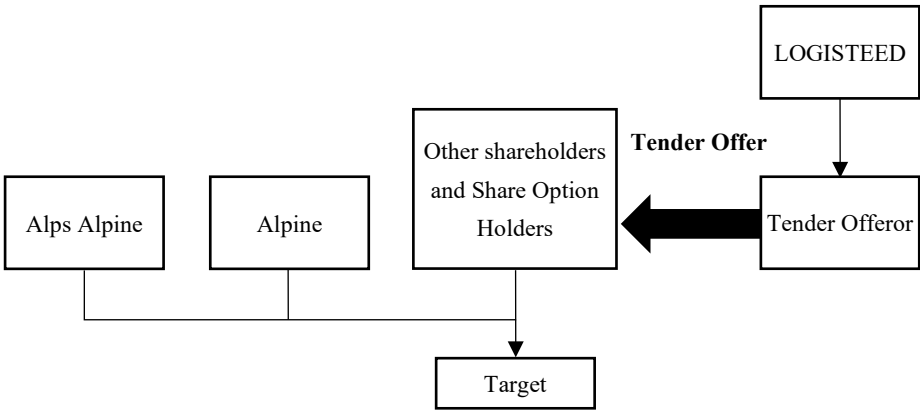 LOGISTEED
Other shareholders
and Share Option
Holders
Tender Offer
Alps Alpine
Alpine
Tender Offeror
Target